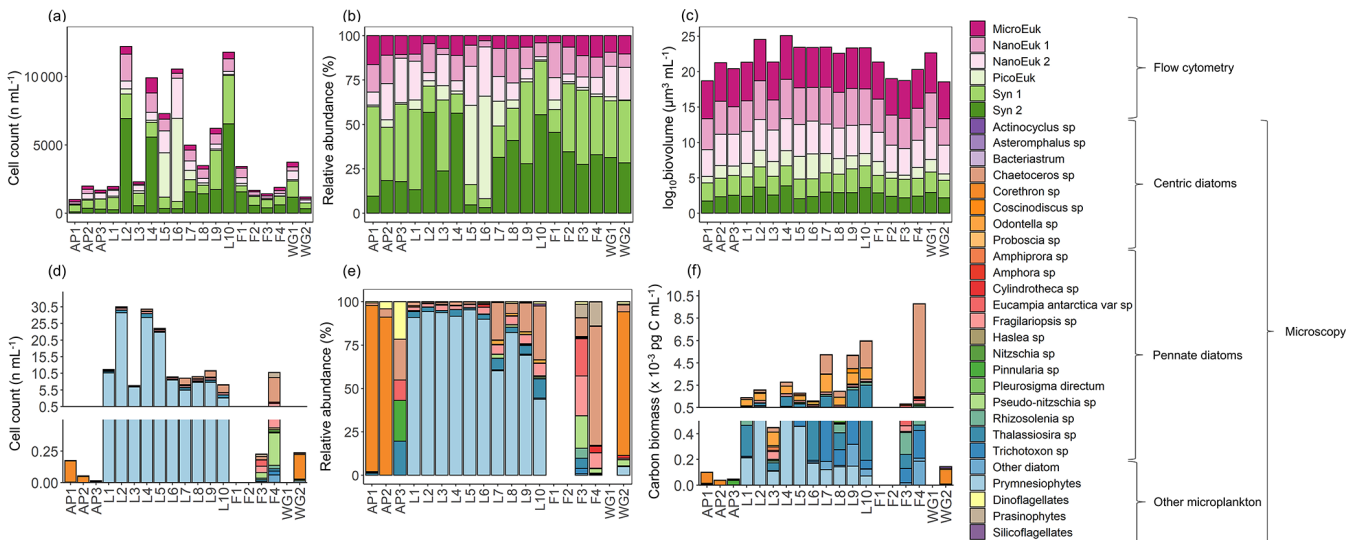 (a)
Cell count (n mL⁻¹)
10000
5000
0
AP1 AP2 AP3 L1 L2 L3 L4 L5 L6 L7 L8 L9 L10 F1 F2 F3 F4 WG1 WG2
(b)
Relative abundance (%)
100
75
50
25
0
AP1 AP2 AP3 L1 L2 L3 L4 L5 L6 L7 L8 L9 L10 F1 F2 F3 F4 WG1 WG2
(c)
log₁₀biovolume (µm³ mL⁻¹)
25
20
15
10
5
0
AP1 AP2 AP3 L1 L2 L3 L4 L5 L6 L7 L8 L9 L10 F1 F2 F3 F4 WG1 WG2
(d)
Cell count (n mL⁻¹)
30.5
25.5
20.5
15.5
10.5
5.5
0.5
0.25
0.00
AP1 AP2 AP3 L1 L2 L3 L4 L5 L6 L7 L8 L9 L10 F1 F2 F3 F4 WG1 WG2
(e)
Relative abundance (%)
100
75
50
25
0
AP1 AP2 AP3 L1 L2 L3 L4 L5 L6 L7 L8 L9 L10 F1 F2 F3 F4 WG1 WG2
(f)
Carbon biomass (x 10⁻³ pg C mL⁻¹)
10.5
8.5
6.5
4.5
2.5
0.5
0.4
0.2
0.0
AP1 AP2 AP3 L1 L2 L3 L4 L5 L6 L7 L8 L9 L10 F1 F2 F3 F4 WG1 WG2
MicroEuk
NanoEuk 1
NanoEuk 2
PicoEuk
Syn 1
Syn 2
Actinocyclus sp
Asteromphalus sp
Bacteriastrum
Chaetoceros sp
Corethron sp
Coscinodiscus sp
Odontella sp
Proboscia sp
Amphiprora sp
Amphora sp
Cylindrotheca sp
Eucampia antarctica var sp
Fragilariopsis sp
Haslea sp
Nitzschia sp
Pinnularia sp
Pleurosigma directum
Pseudo-nitzschia sp
Rhizosolenia sp
Thalassiosira sp
Trichotoxon sp
Other diatom
Prymnesiophytes
Dinoflagellates
Prasinophytes
Silicoflagellates
Flow cytometry
Centric diatoms
Pennate diatoms
Other microplankton
Microscopy